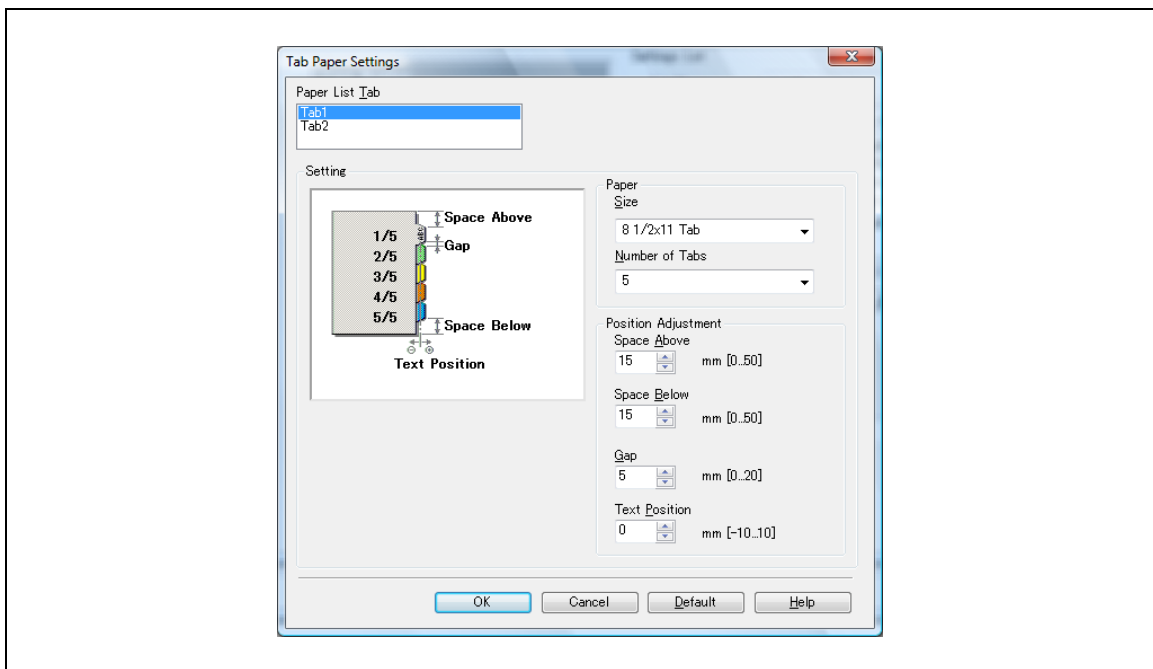 Tab Paper Settings
Paper List Tab
Tab1
Tab2
Setting
1/5
2/5
3/5
4/5
5/5
ABC
Space Above
Gap
Space Below
Text Position
Paper
Size
8 1/2x11 Tab
Number of Tabs
5
Position Adjustment
Space Above
15 mm [0..50]
Space Below
15 mm [0..50]
Gap
5 mm [0..20]
Text Position
0 mm [-10..10]
OK Cancel Default Help